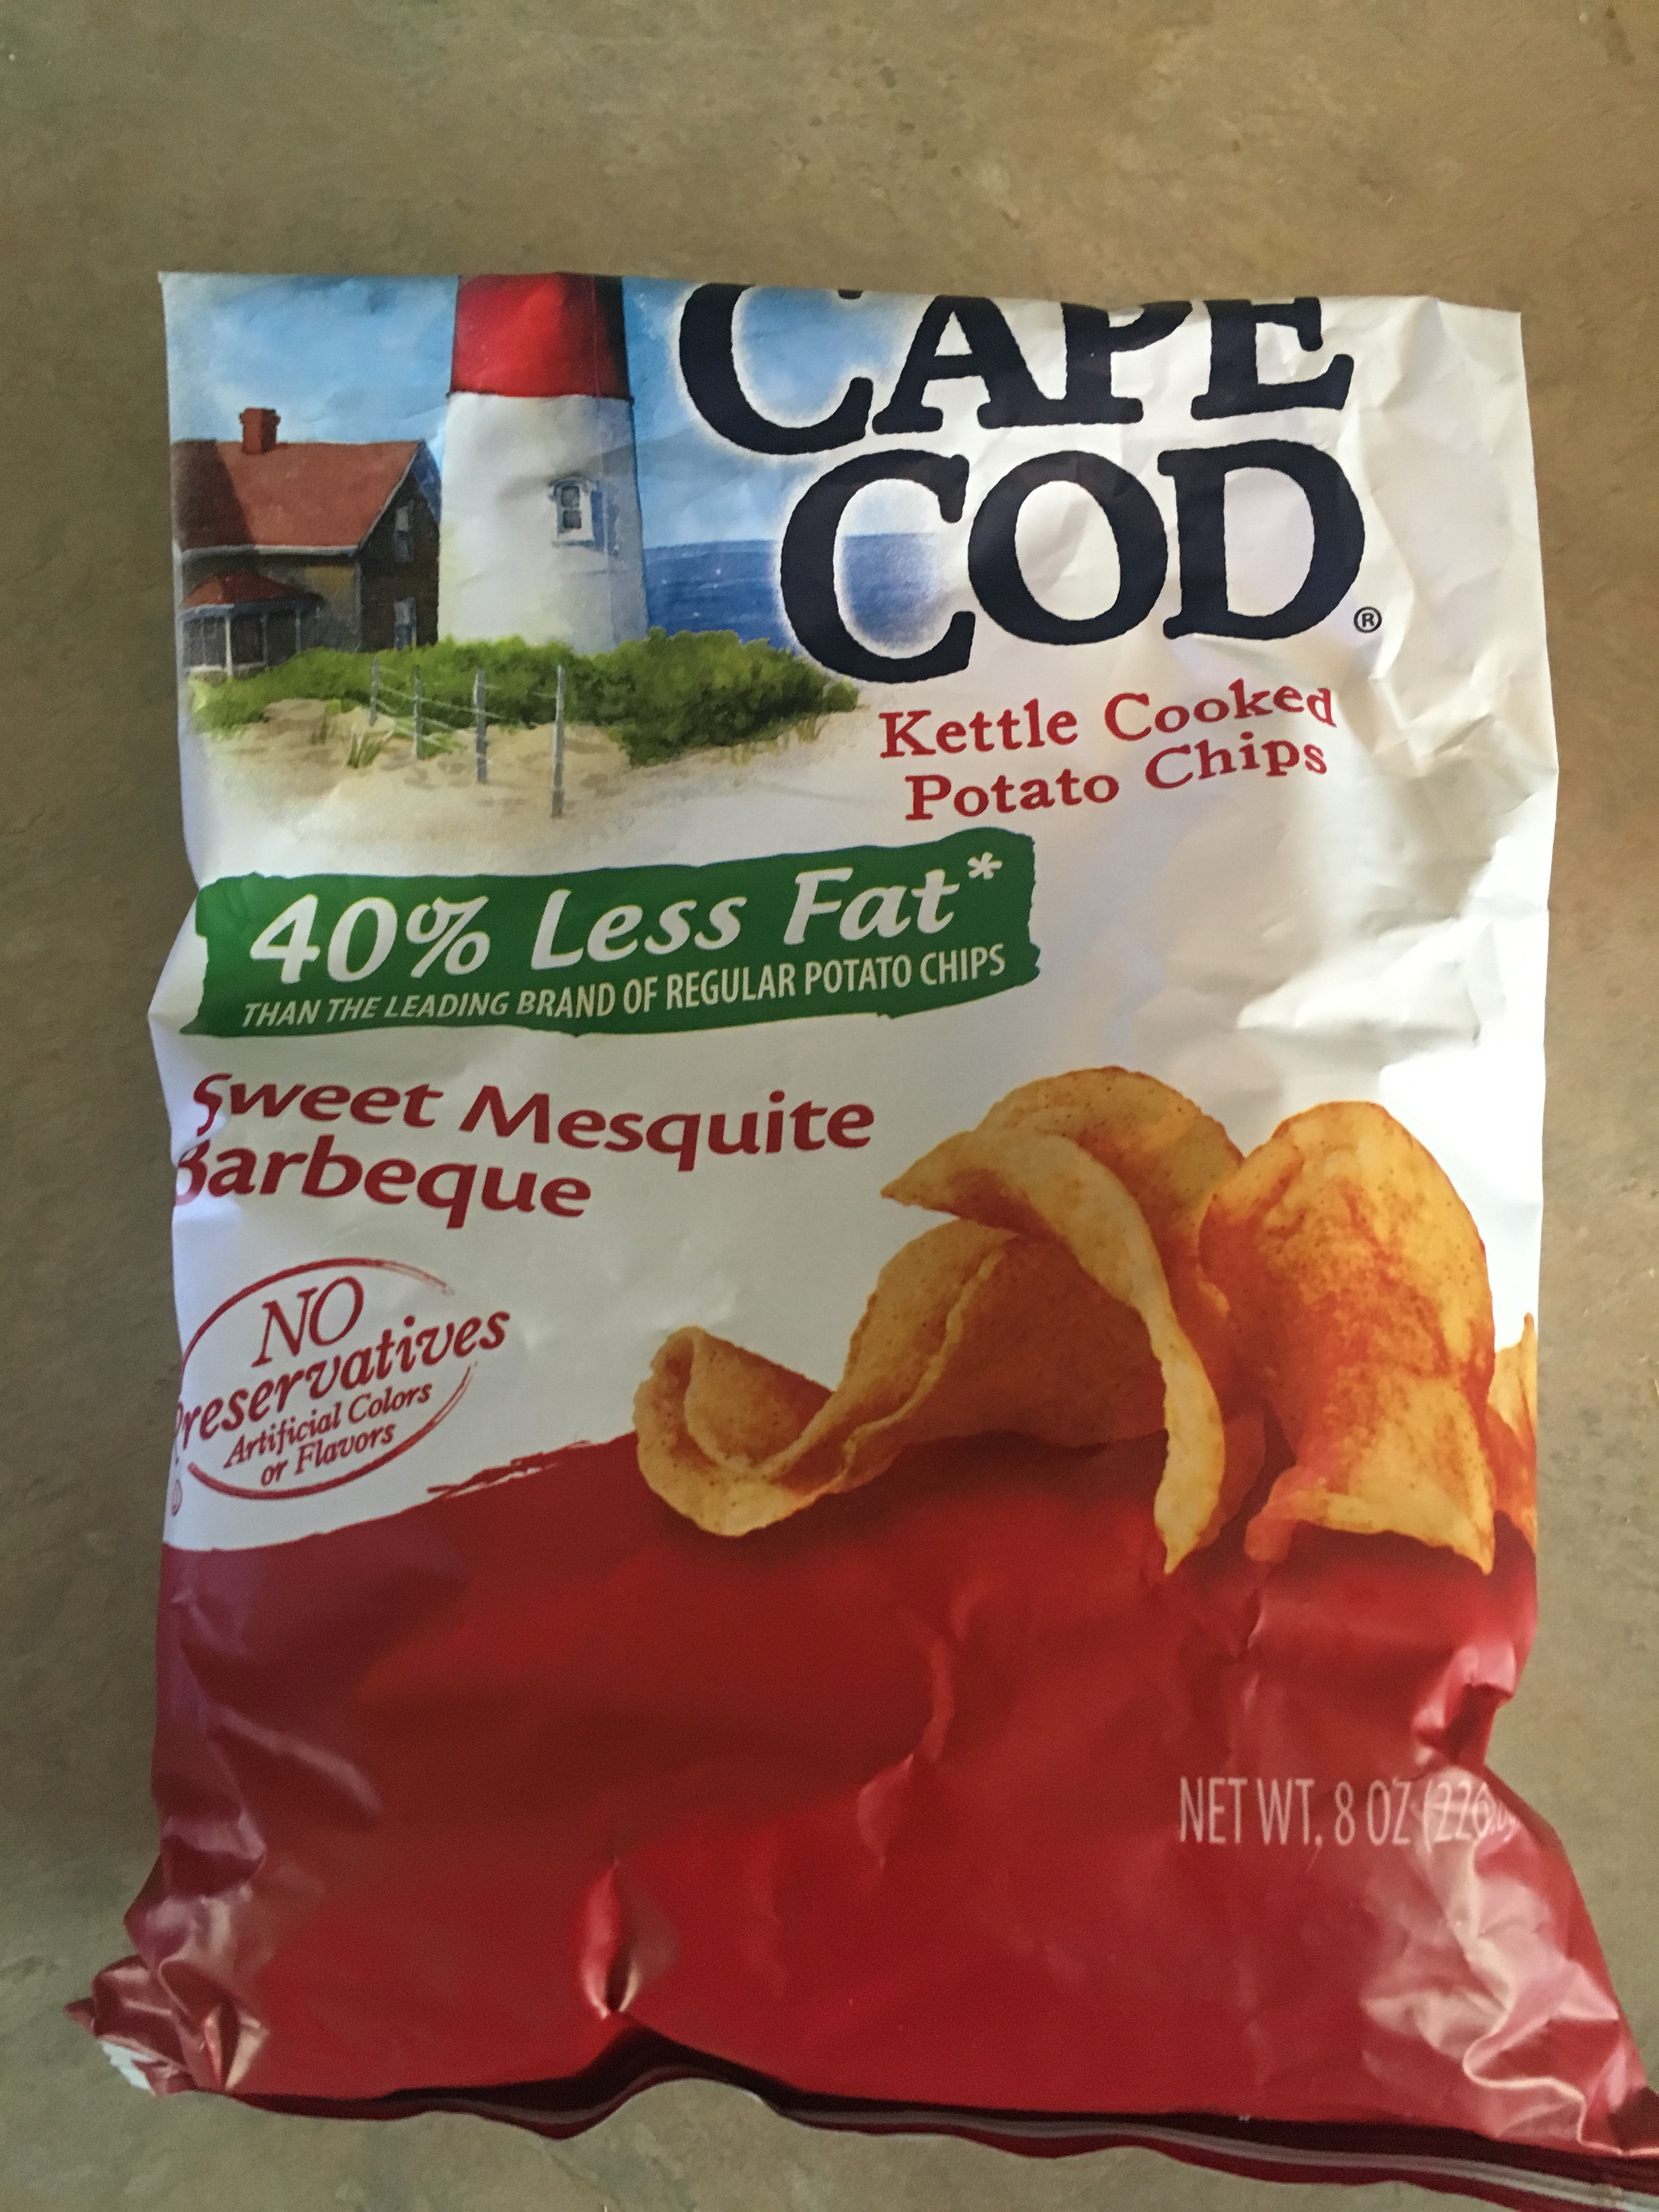 CAPE
COD®
Kettle Cooked
Potato Chips
40% Less Fat*
THAN THE LEADING BRAND OF REGULAR POTATO CHIPS
Sweet Mesquite
Barbeque
NO
Preservatives
Artificial Colors
or Flavors
NET WT. 8 OZ (226